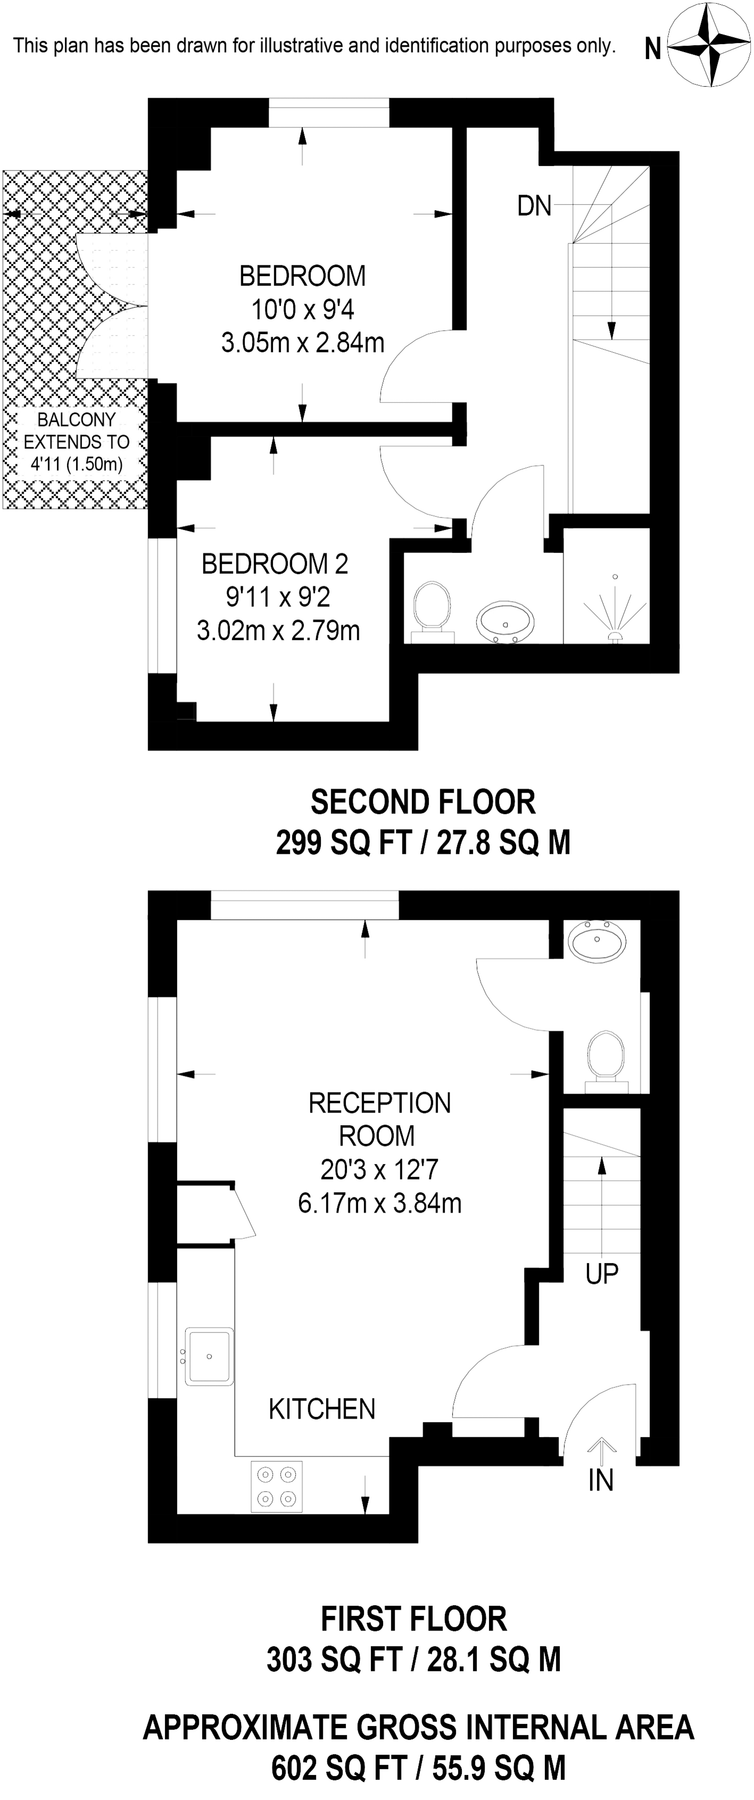 This plan has been drawn for illustrative and identification purposes only.
N
DN
BEDROOM
10'0 x 9'4
3.05m x 2.84m
BALCONY
EXTENDS TO
4'11 (1.50m)
BEDROOM 2
9'11 x 9'2
3.02m x 2.79m
SECOND FLOOR
299 SQ FT / 27.8 SQ M
RECEPTION
ROOM
20'3 x 12'7
6.17m x 3.84m
UP
KITCHEN
IN
FIRST FLOOR
303 SQ FT / 28.1 SQ M
APPROXIMATE GROSS INTERNAL AREA
602 SQ FT / 55.9 SQ M